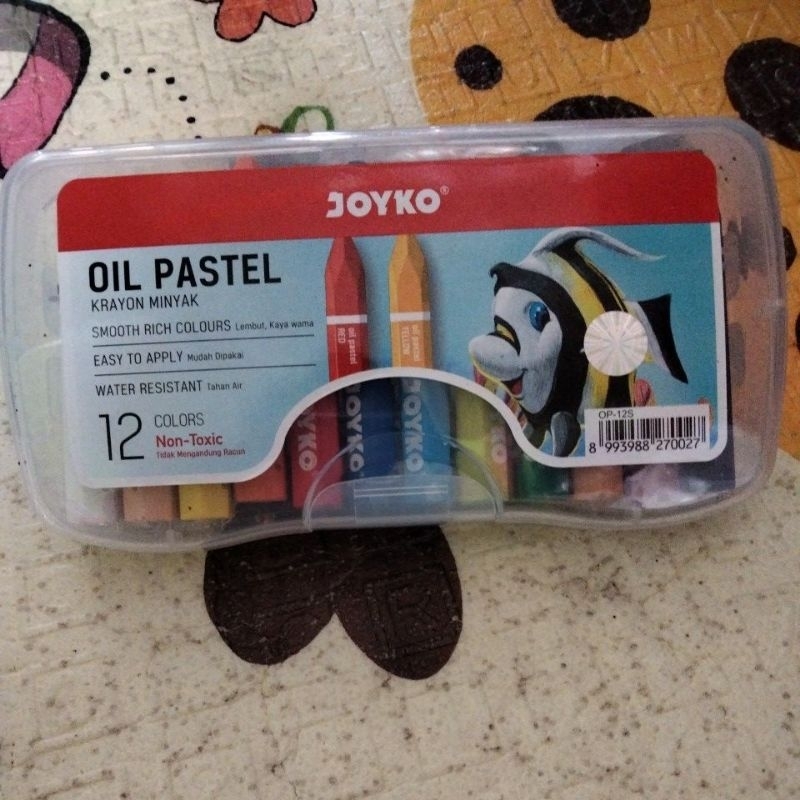 JOYKO®
OIL PASTEL
KRAYON MINYAK
SMOOTH RICH COLOURS Lembut, Kaya warna
EASY TO APPLY Mudah Dipakai
WATER RESISTANT Tahan Air
12 COLORS
Non-Toxic
Tidak Mengandung Racun
oil pastel
RED
JOYKO
oil pastel
YELLOW
JOYKO
OP-12S
8 993988 270027